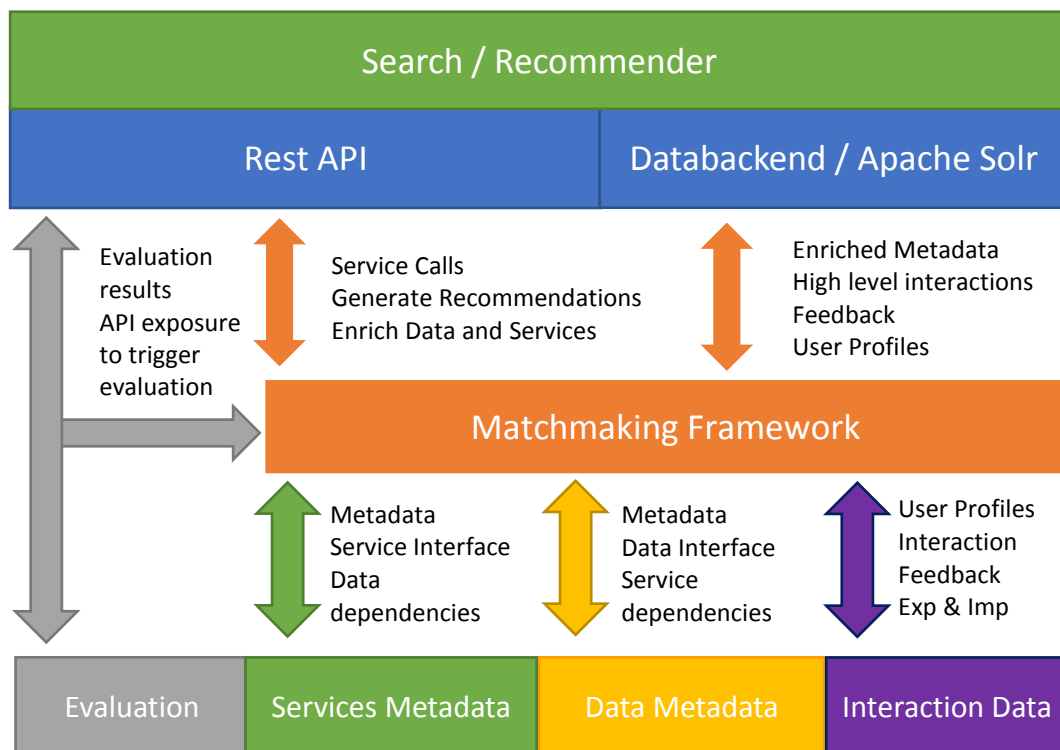 Search / Recommender
Rest API
Databackend / Apache Solr
Evaluation
results
API exposure
to trigger
evaluation
Service Calls
Generate Recommendations
Enrich Data and Services
Enriched Metadata
High level interactions
Feedback
User Profiles
Matchmaking Framework
Metadata
Service Interface
Data
dependencies
Metadata
Data Interface
Service
dependencies
User Profiles
Interaction
Feedback
Exp & Imp
Evaluation
Services Metadata
Data Metadata
Interaction Data